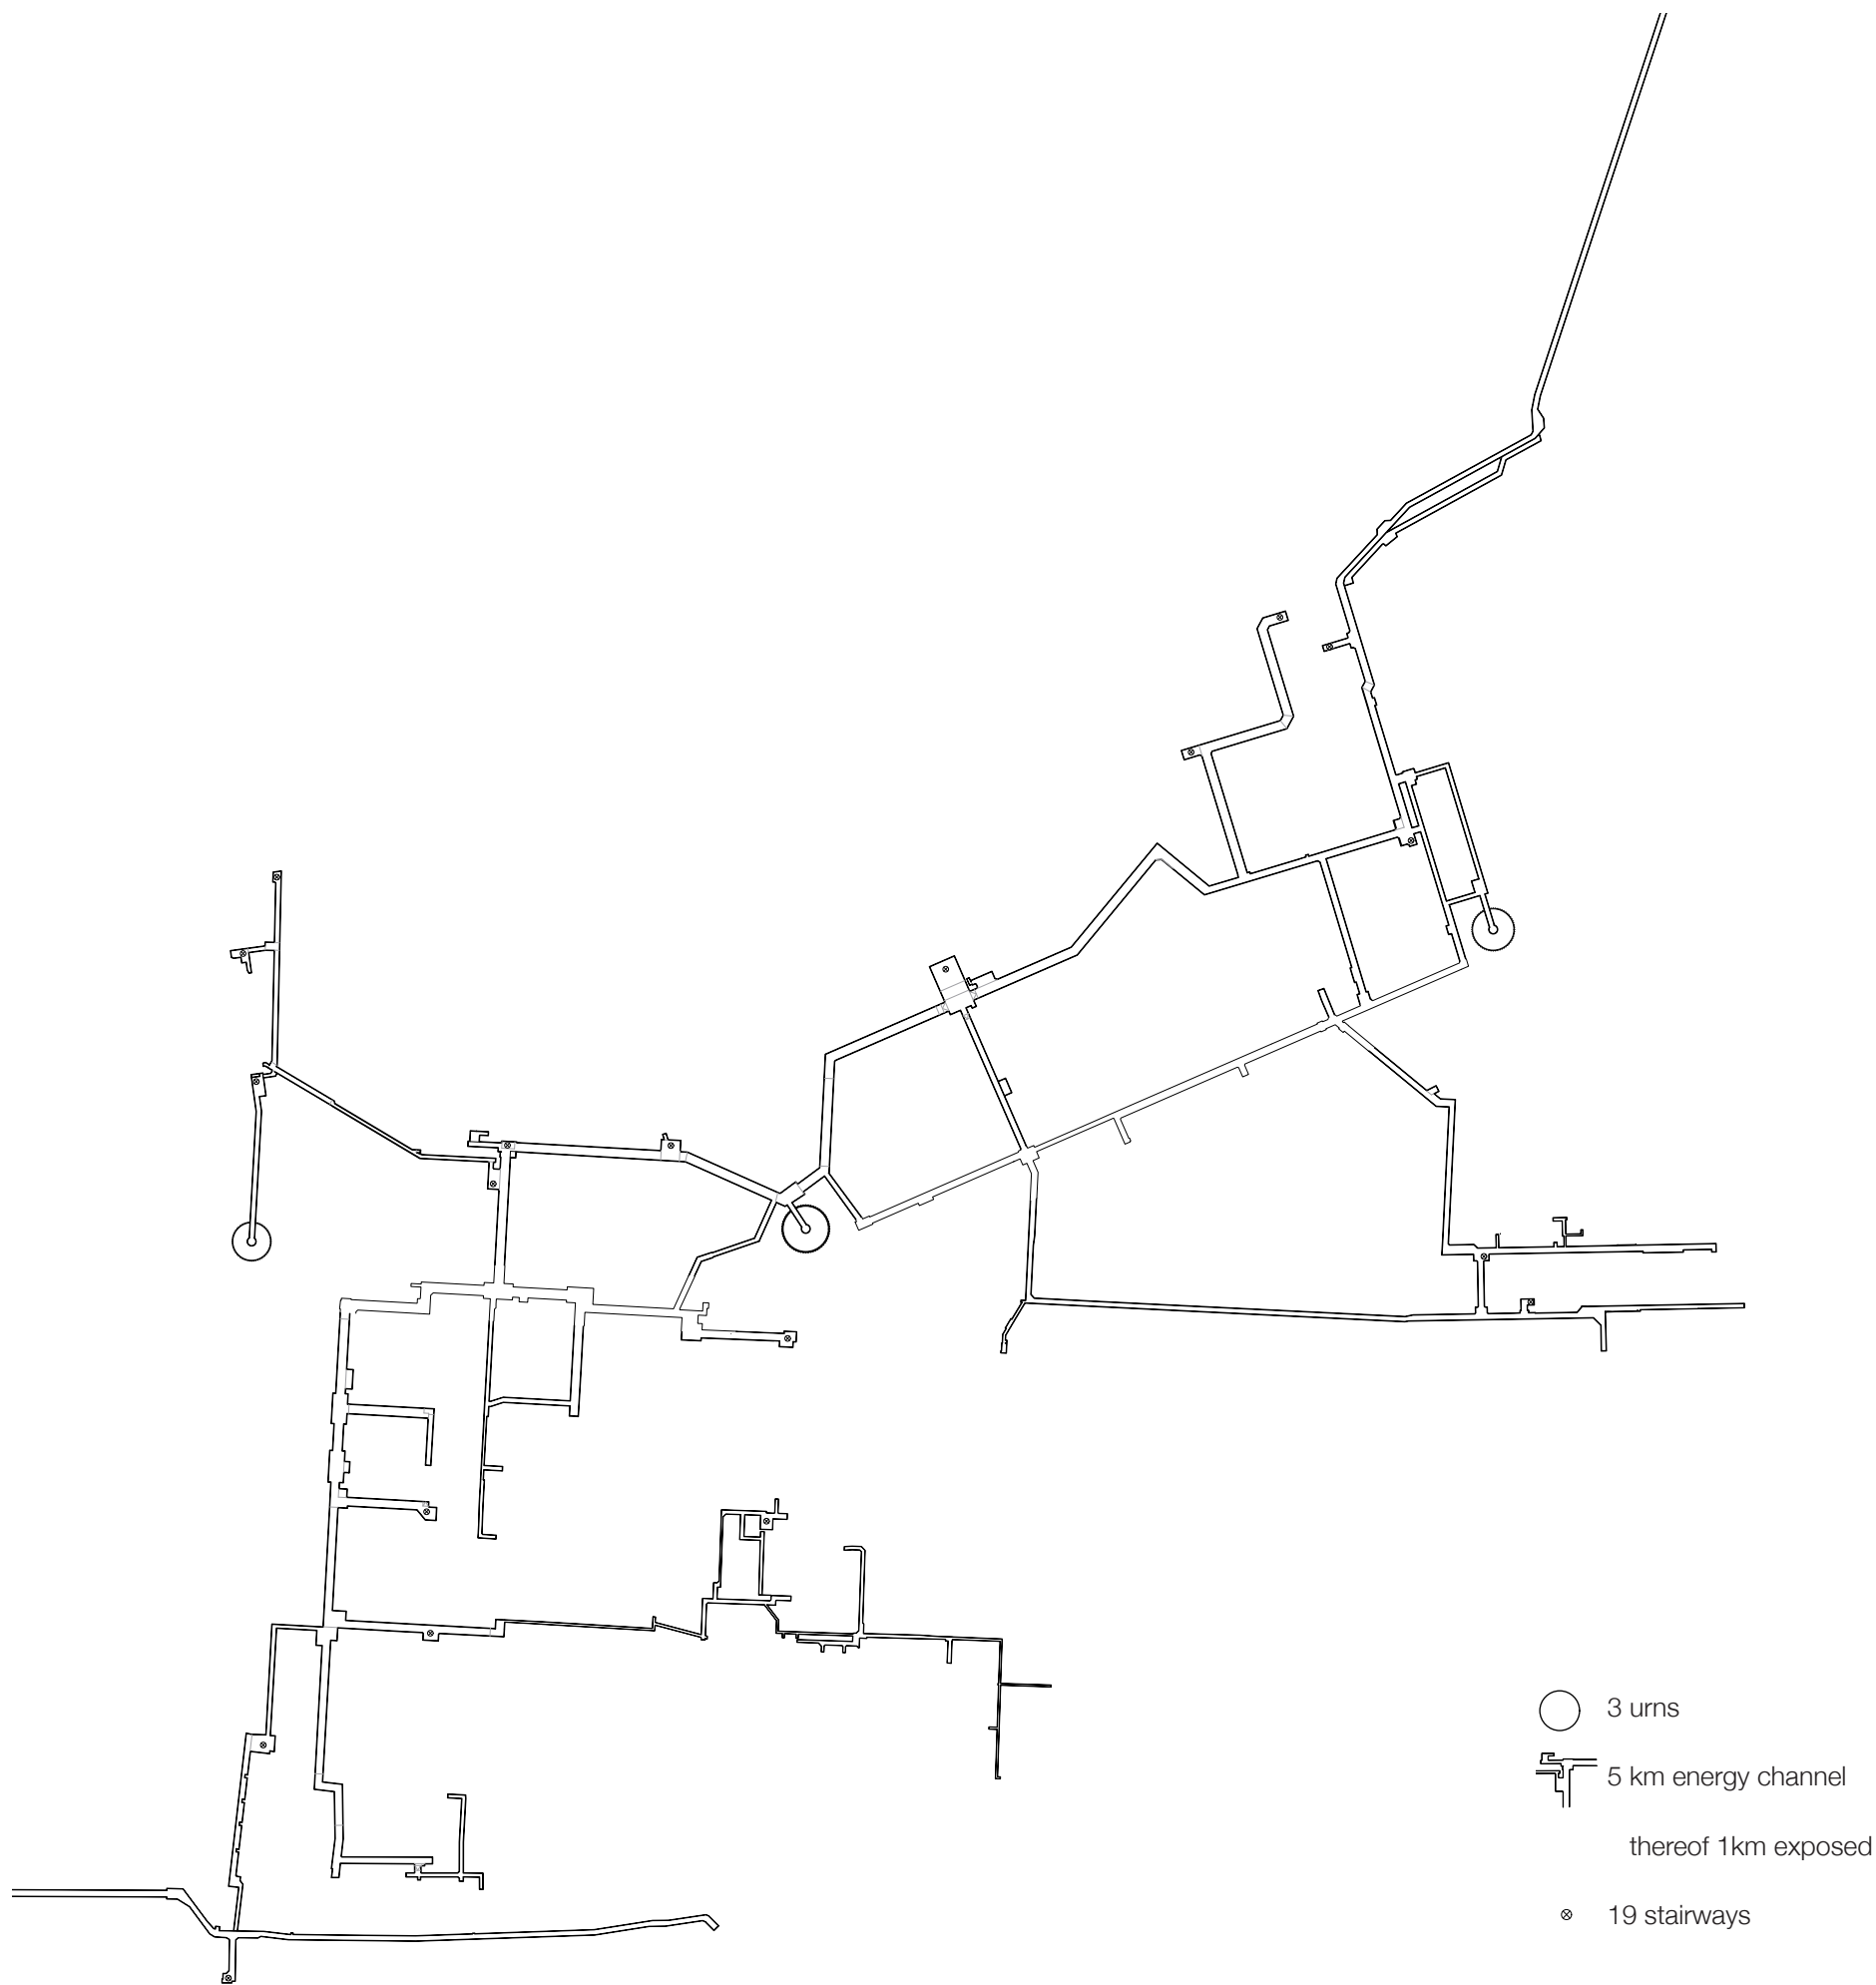 3 urns
5 km energy channel
thereof 1km exposed
19 stairways